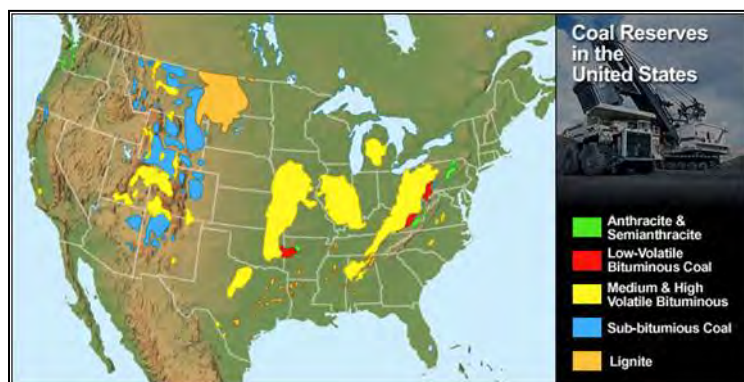 Coal Reserves
in the
United States
Anthracite &
Semianthracite
Low-Volatile
Bituminous Coal
Medium & High
Volatile Bituminous
Sub-bitumious Coal
Lignite